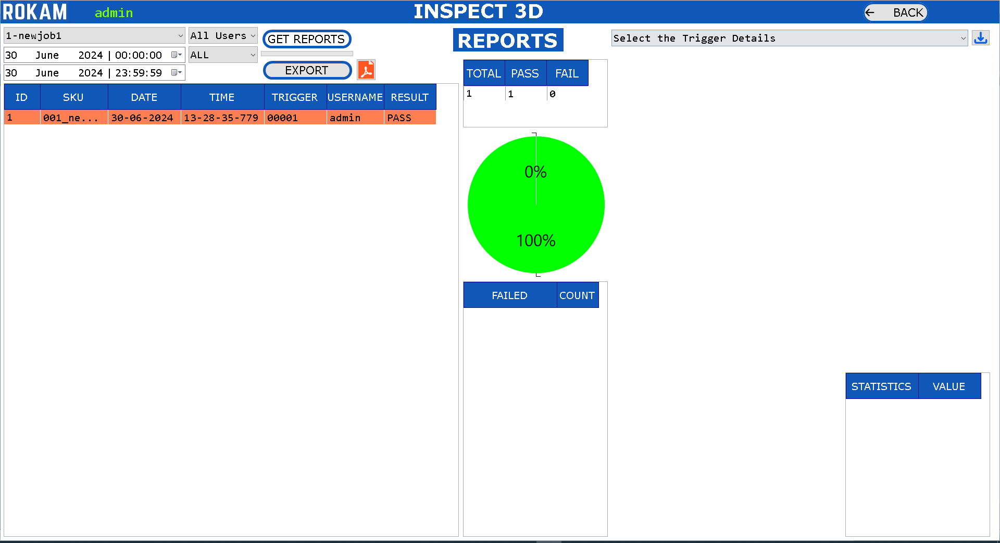 ROKAM admin INSPECT 3D BACK
1-newjob1 All Users GET REPORTS REPORTS Select the Trigger Details
30 June 2024 | 00:00:00 ALL
30 June 2024 | 23:59:59 EXPORT
ID SKU DATE TIME TRIGGER USERNAME RESULT
1 001_ne... 30-06-2024 13-28-35-779 00001 admin PASS
TOTAL PASS FAIL
1 1 0
0%
100%
FAILED COUNT
STATISTICS VALUE